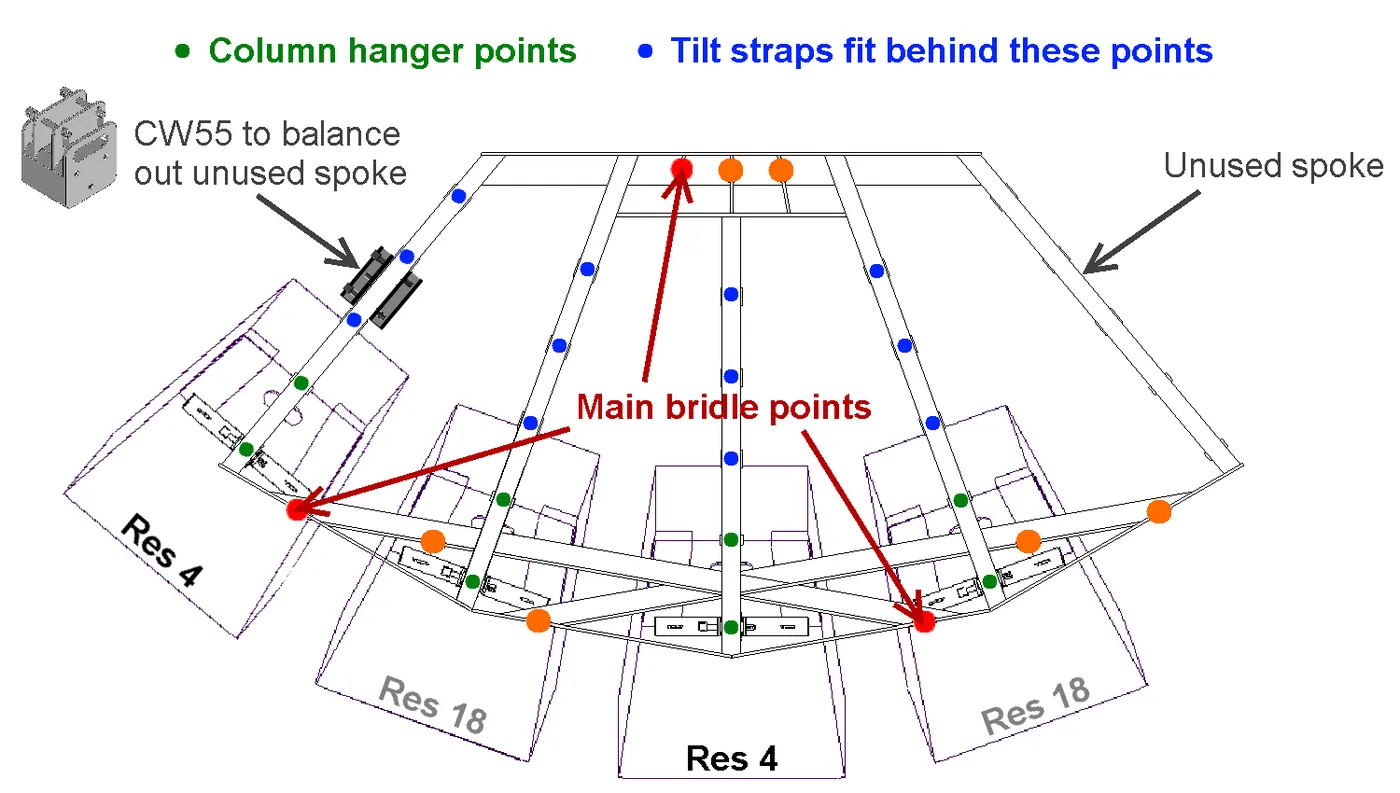 Column hanger points
Tilt straps fit behind these points
CW55 to balance
out unused spoke
Unused spoke
Main bridle points
Res 4
Res 18
Res 4
Res 18